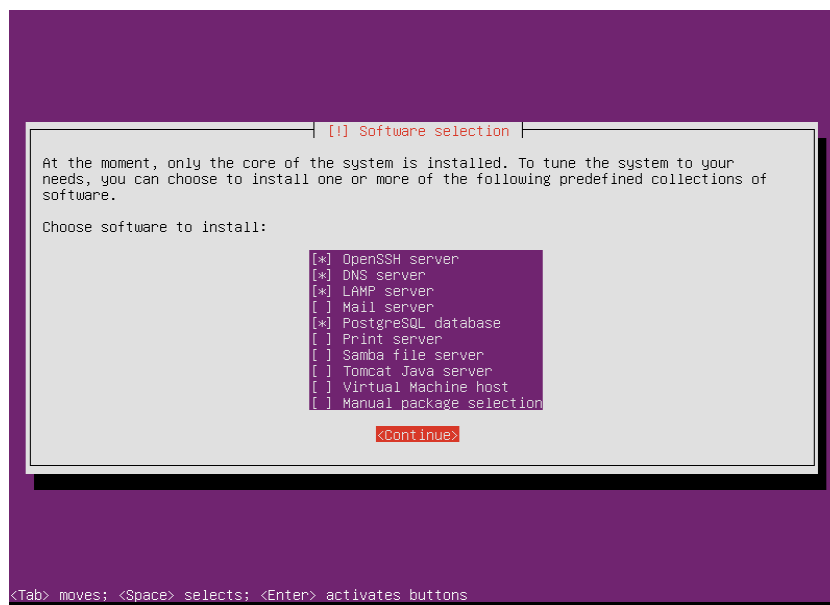 [!] Software selection
At the moment, only the core of the system is installed. To tune the system to your
needs, you can choose to install one or more of the following predefined collections of
software.
Choose software to install:
[*] OpenSSH server
[*] DNS server
[*] LAMP server
[ ] Mail server
[*] PostgreSQL database
[ ] Print server
[ ] Samba file server
[ ] Tomcat Java server
[ ] Virtual Machine host
[ ] Manual package selection
<Continue>
<Tab> moves; <Space> selects; <Enter> activates buttons